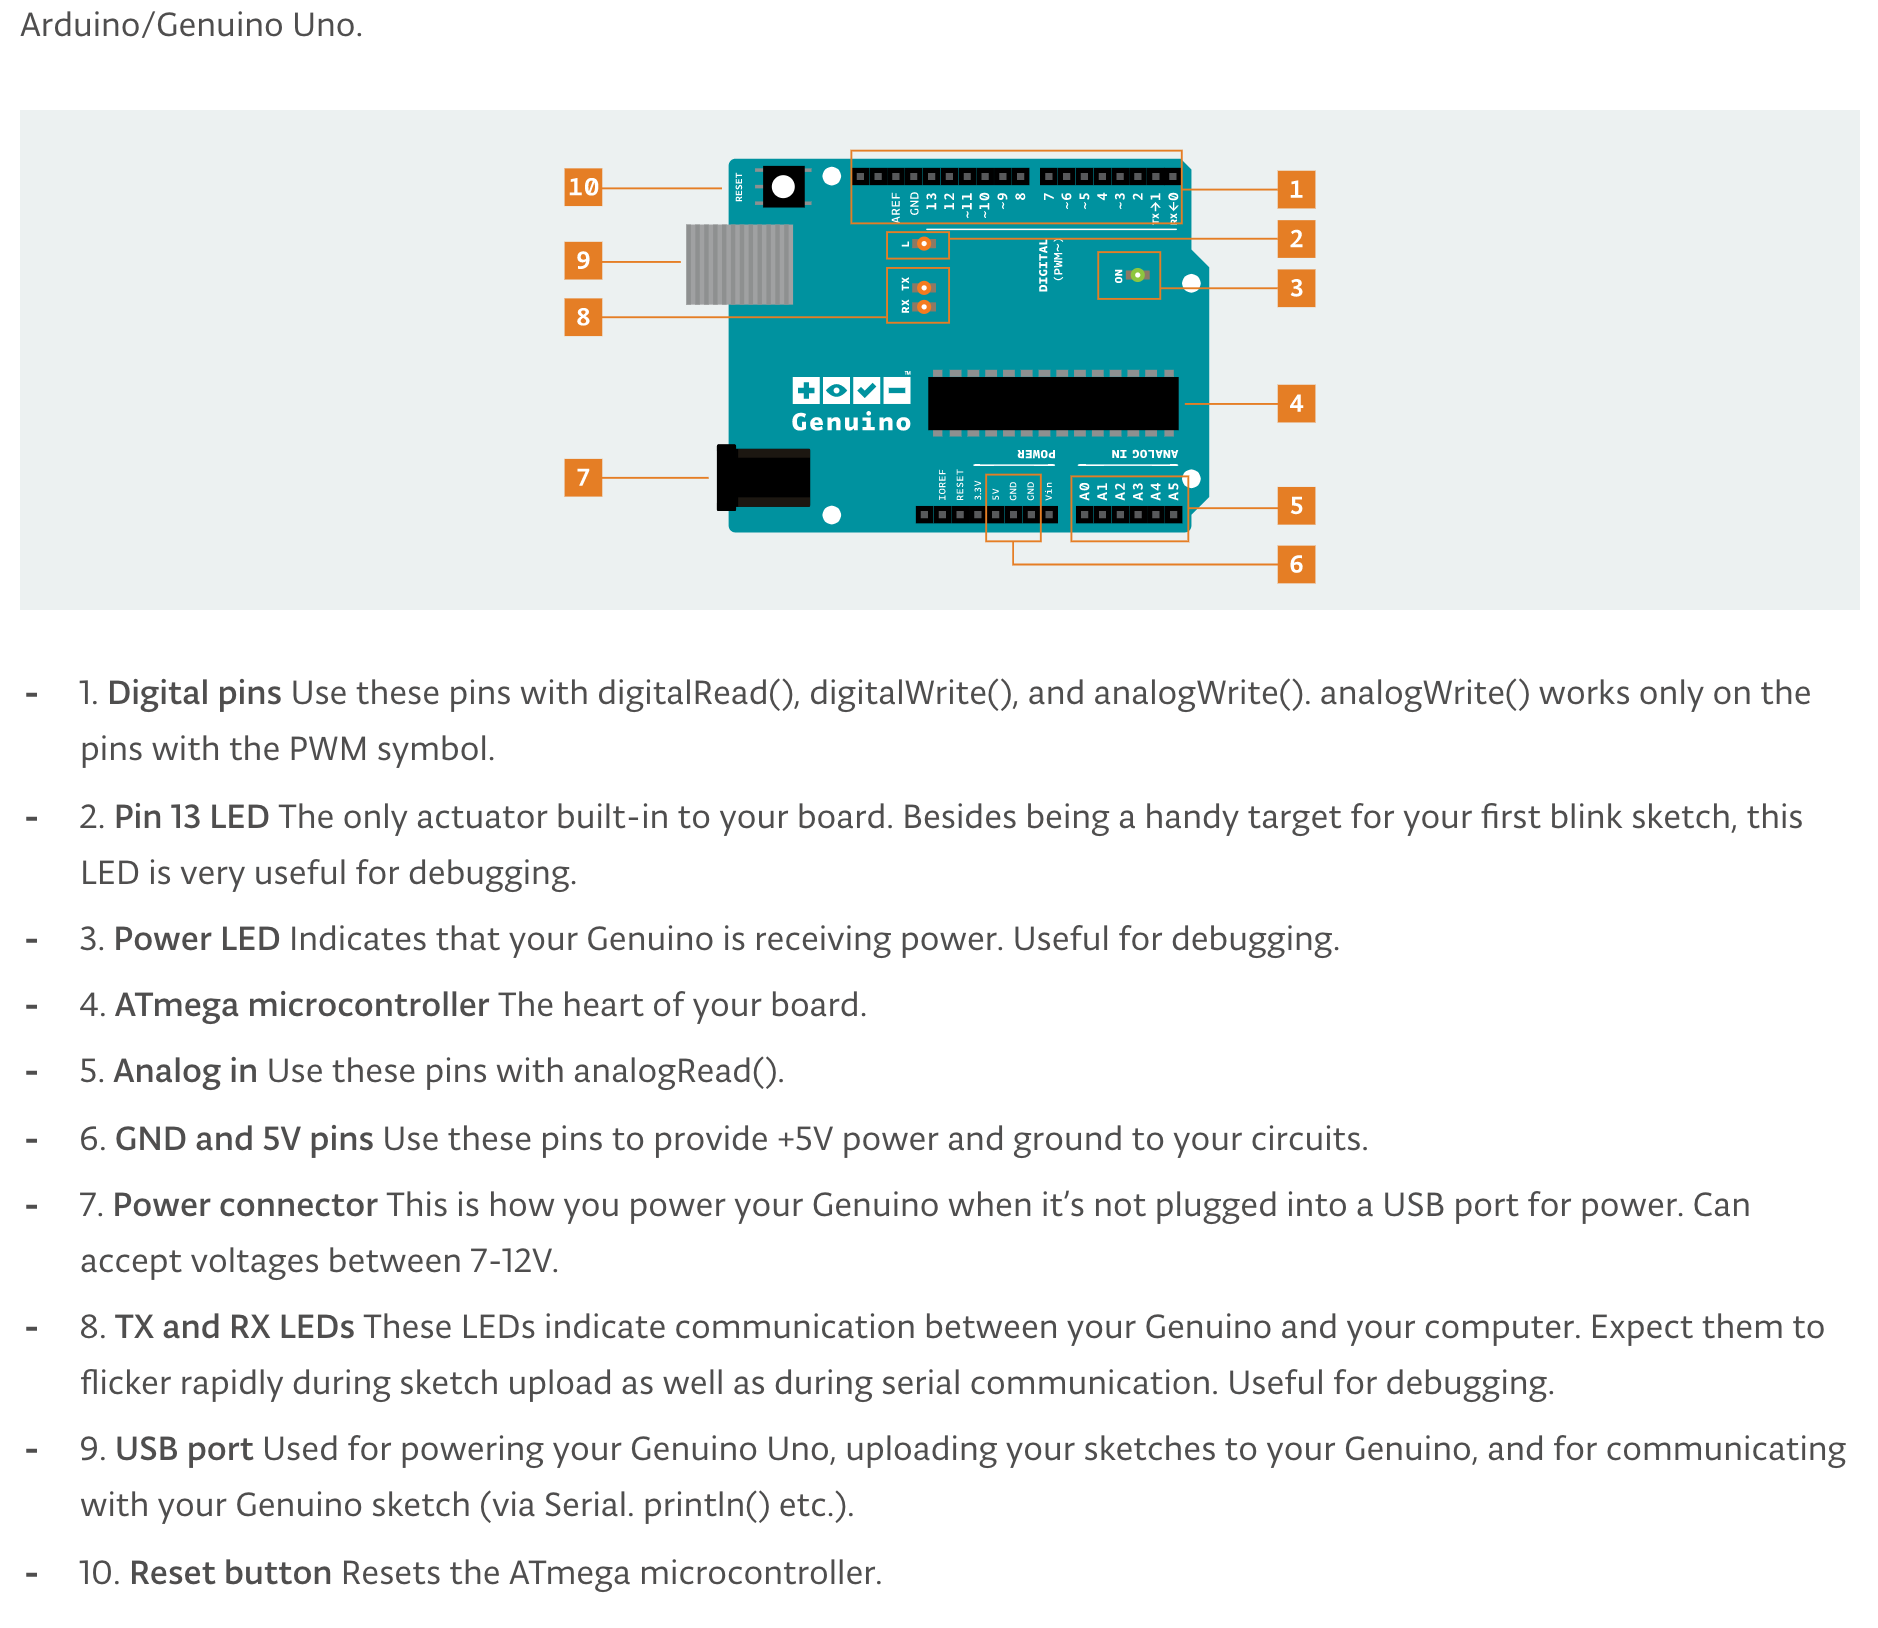 Arduino/Genuino Uno.
10
RESET
AREF
GND
13
12
~11
~10
~9
8
7
~6
~5
4
~3
2
TX→1
RX←0
1
L
2
9
DIGITAL
(PWM~)
TX
RX
ON
3
8
Genuino
4
POWER
ANALOG IN
7
IOREF
RESET
3.3V
5V
GND
GND
Vin
A0
A1
A2
A3
A4
A5
5
6
- 1. Digital pins Use these pins with digitalRead(), digitalWrite(), and analogWrite(). analogWrite() works only on the
pins with the PWM symbol.
- 2. Pin 13 LED The only actuator built-in to your board. Besides being a handy target for your first blink sketch, this
LED is very useful for debugging.
- 3. Power LED Indicates that your Genuino is receiving power. Useful for debugging.
- 4. ATmega microcontroller The heart of your board.
- 5. Analog in Use these pins with analogRead().
- 6. GND and 5V pins Use these pins to provide +5V power and ground to your circuits.
- 7. Power connector This is how you power your Genuino when it’s not plugged into a USB port for power. Can
accept voltages between 7-12V.
- 8. TX and RX LEDs These LEDs indicate communication between your Genuino and your computer. Expect them to
flicker rapidly during sketch upload as well as during serial communication. Useful for debugging.
- 9. USB port Used for powering your Genuino Uno, uploading your sketches to your Genuino, and for communicating
with your Genuino sketch (via Serial. println() etc.).
- 10. Reset button Resets the ATmega microcontroller.